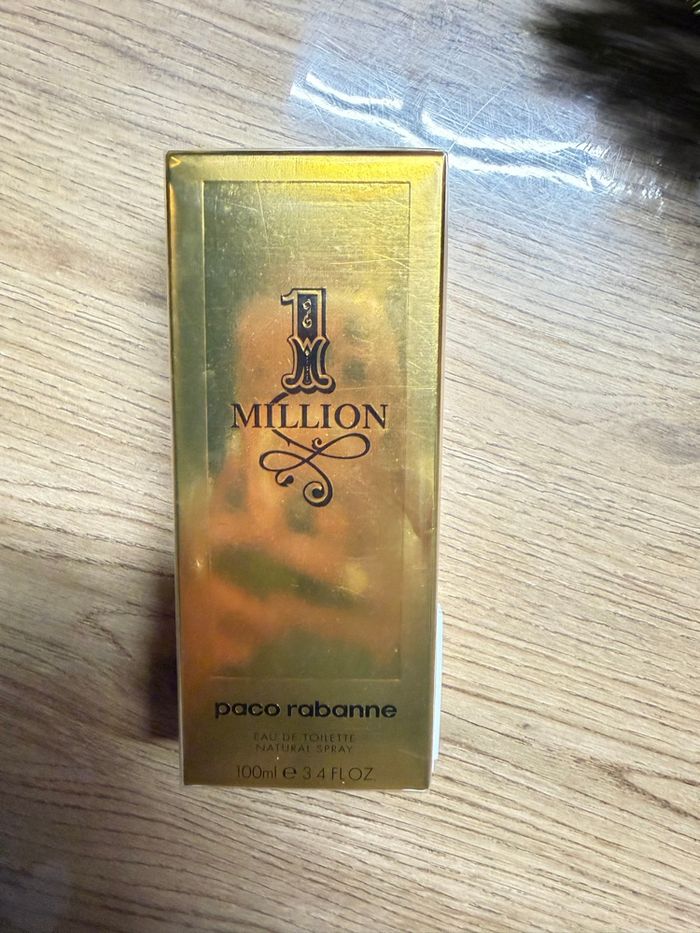 1
MILLION
paco rabanne
EAU DE TOILETTE
NATURAL SPRAY
100ml e 3.4 FL.OZ.